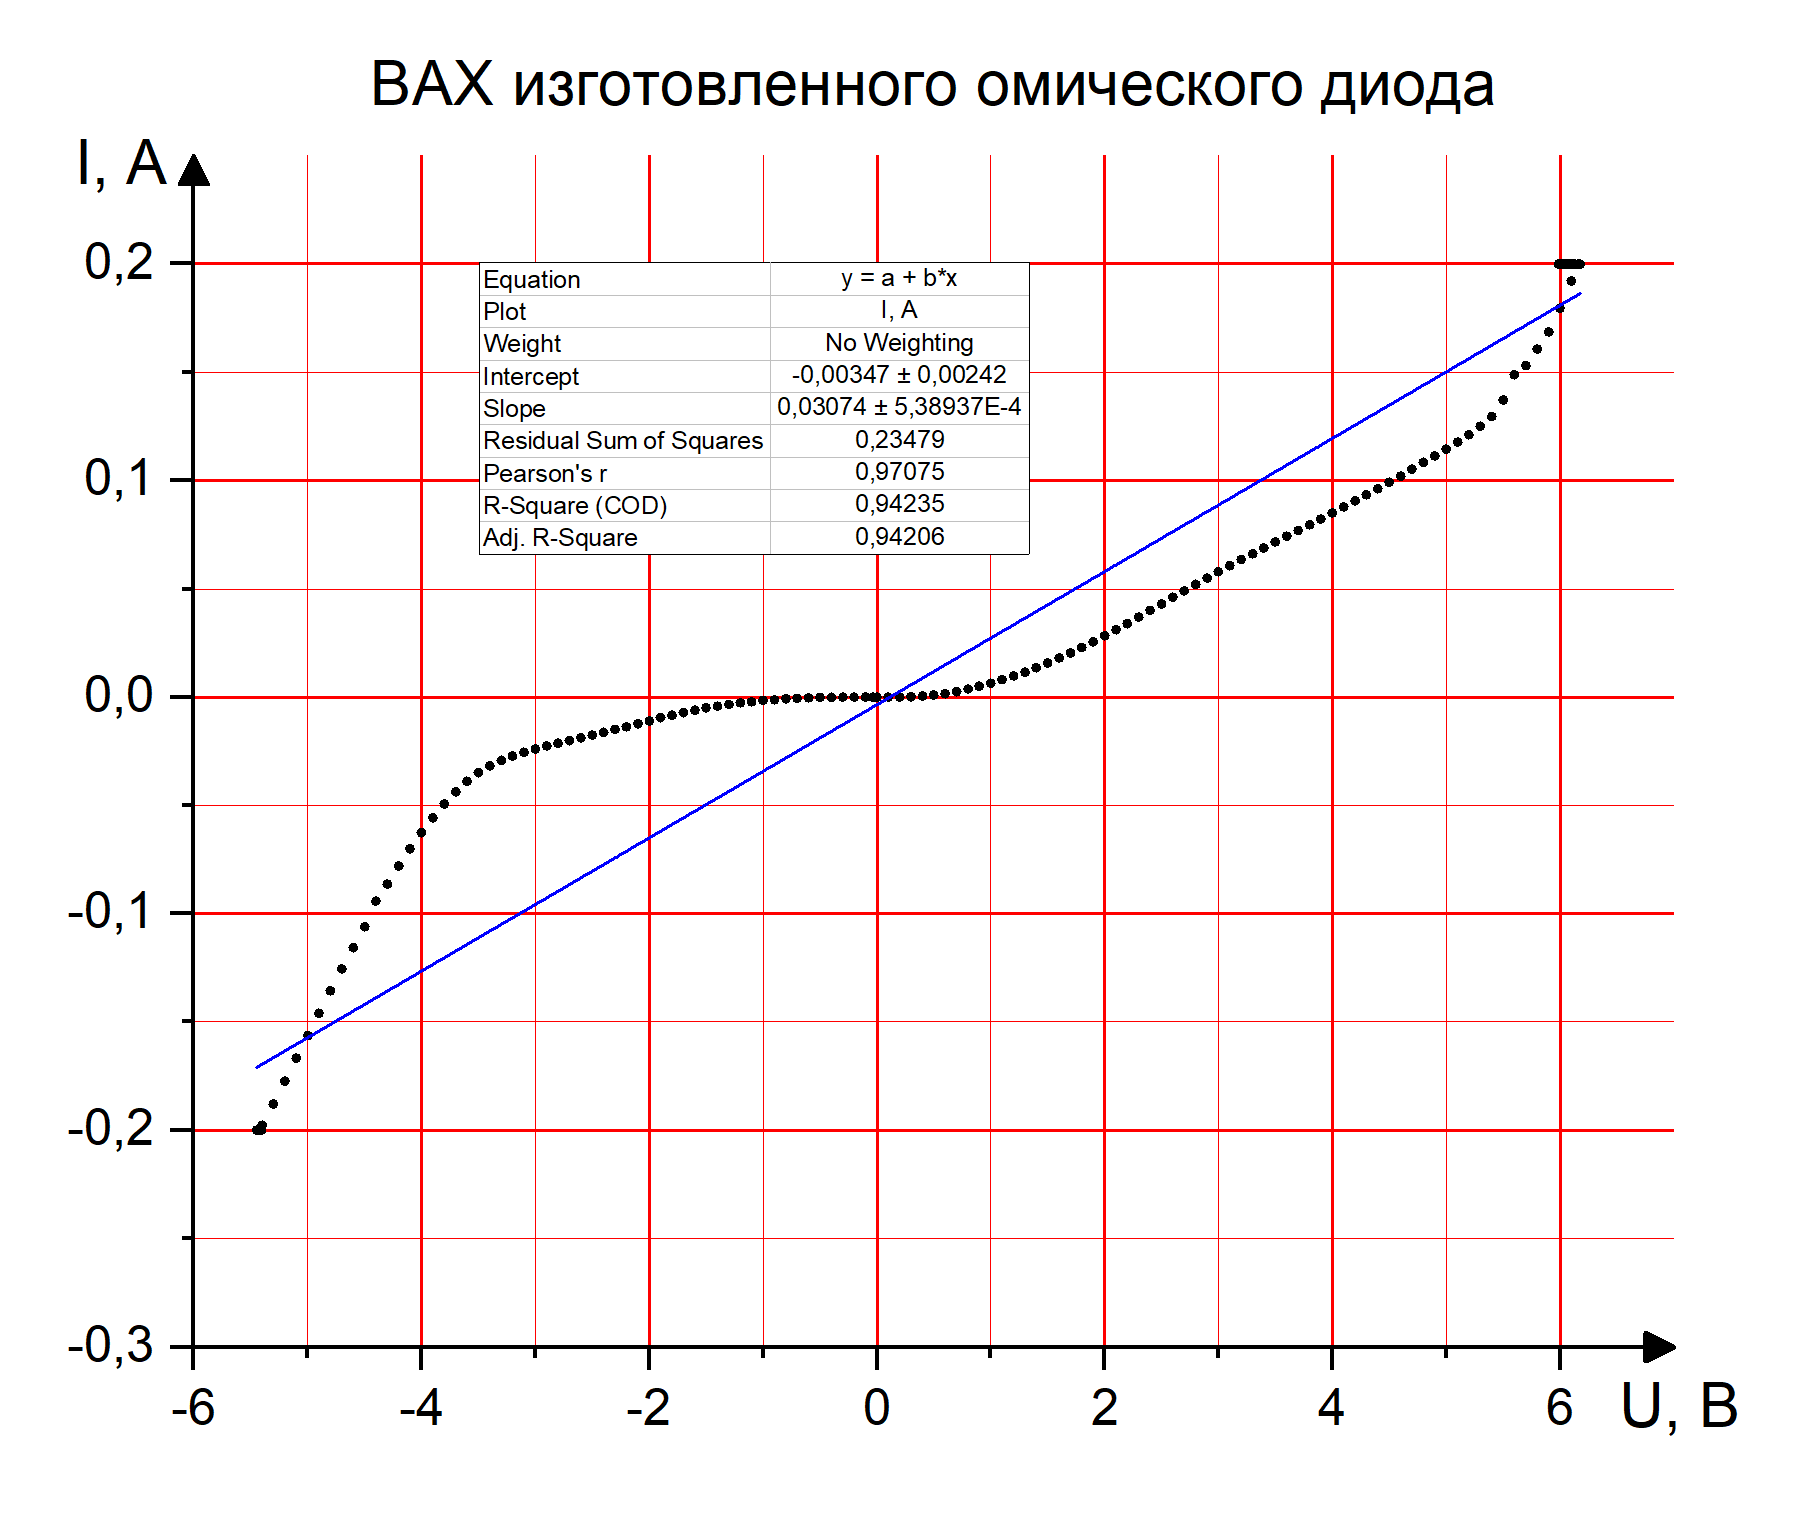 ВАХ изготовленного омического диода
I, А
0,2
0,1
0,0
-0,1
-0,2
-0,3
Equation y = a + b*x
Plot I, A
Weight No Weighting
Intercept -0,00347 ± 0,00242
Slope 0,03074 ± 5,38937E-4
Residual Sum of Squares 0,23479
Pearson's r 0,97075
R-Square (COD) 0,94235
Adj. R-Square 0,94206
-6 -4 -2 0 2 4 6 U, В